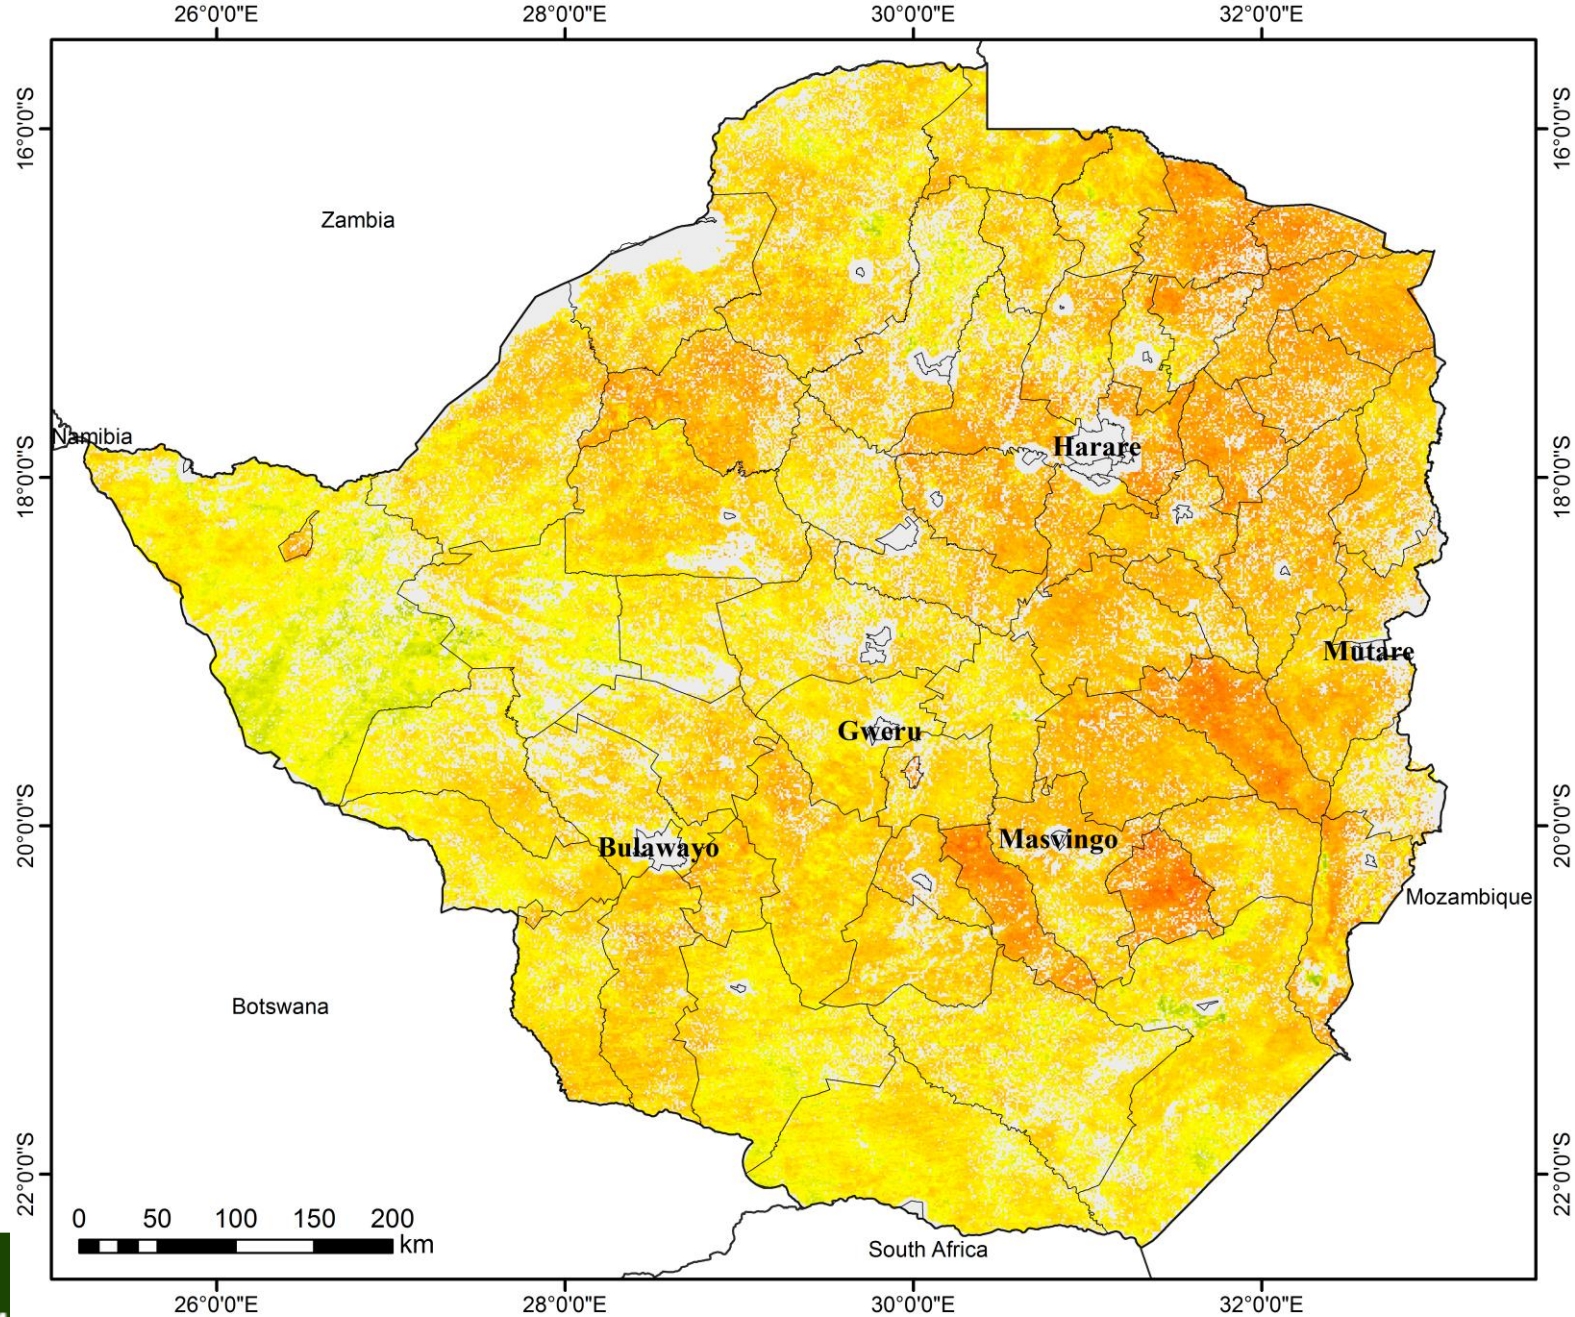 26°0'0"E 28°0'0"E 30°0'0"E 32°0'0"E
16°0'0"S 16°0'0"S
Zambia
Namibia
Harare
18°0'0"S 18°0'0"S
Mutare
Gweru
20°0'0"S Bulawayo Masvingo 20°0'0"S
Mozambique
Botswana
22°0'0"S 22°0'0"S
0 50 100 150 200
km
South Africa
26°0'0"E 28°0'0"E 30°0'0"E 32°0'0"E